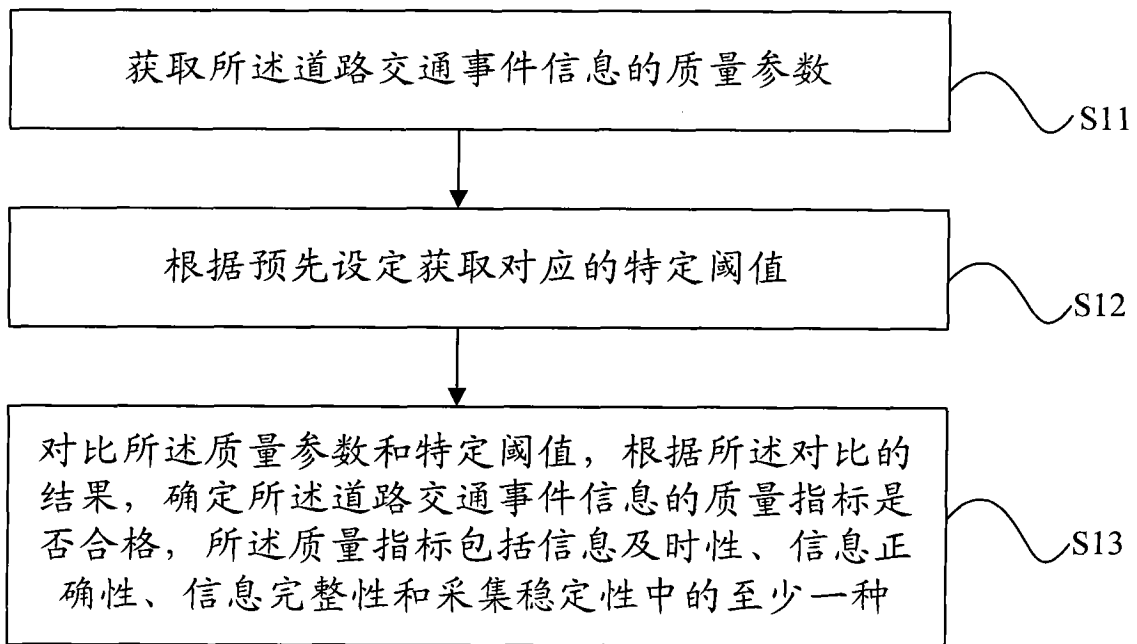 获取所述道路交通事件信息的质量参数
S11
根据预先设定获取对应的特定阈值
S12
对比所述质量参数和特定阈值，根据所述对比的
结果，确定所述道路交通事件信息的质量指标是
否合格，所述质量指标包括信息及时性、信息正
确性、信息完整性和采集稳定性中的至少一种
S13